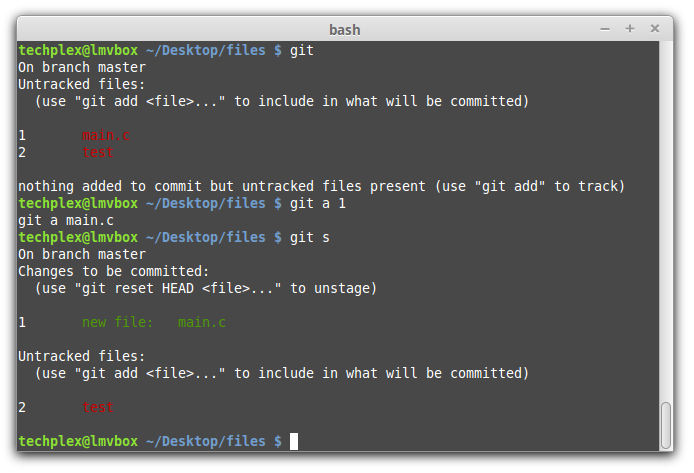 bash
techplex@lmvbox ~/Desktop/files $ git
On branch master
Untracked files:
  (use "git add <file>..." to include in what will be committed)
1       main.c
2       test
nothing added to commit but untracked files present (use "git add" to track)
techplex@lmvbox ~/Desktop/files $ git a 1
git a main.c
techplex@lmvbox ~/Desktop/files $ git s
On branch master
Changes to be committed:
  (use "git reset HEAD <file>..." to unstage)
1       new file:   main.c
Untracked files:
  (use "git add <file>..." to include in what will be committed)
2       test
techplex@lmvbox ~/Desktop/files $